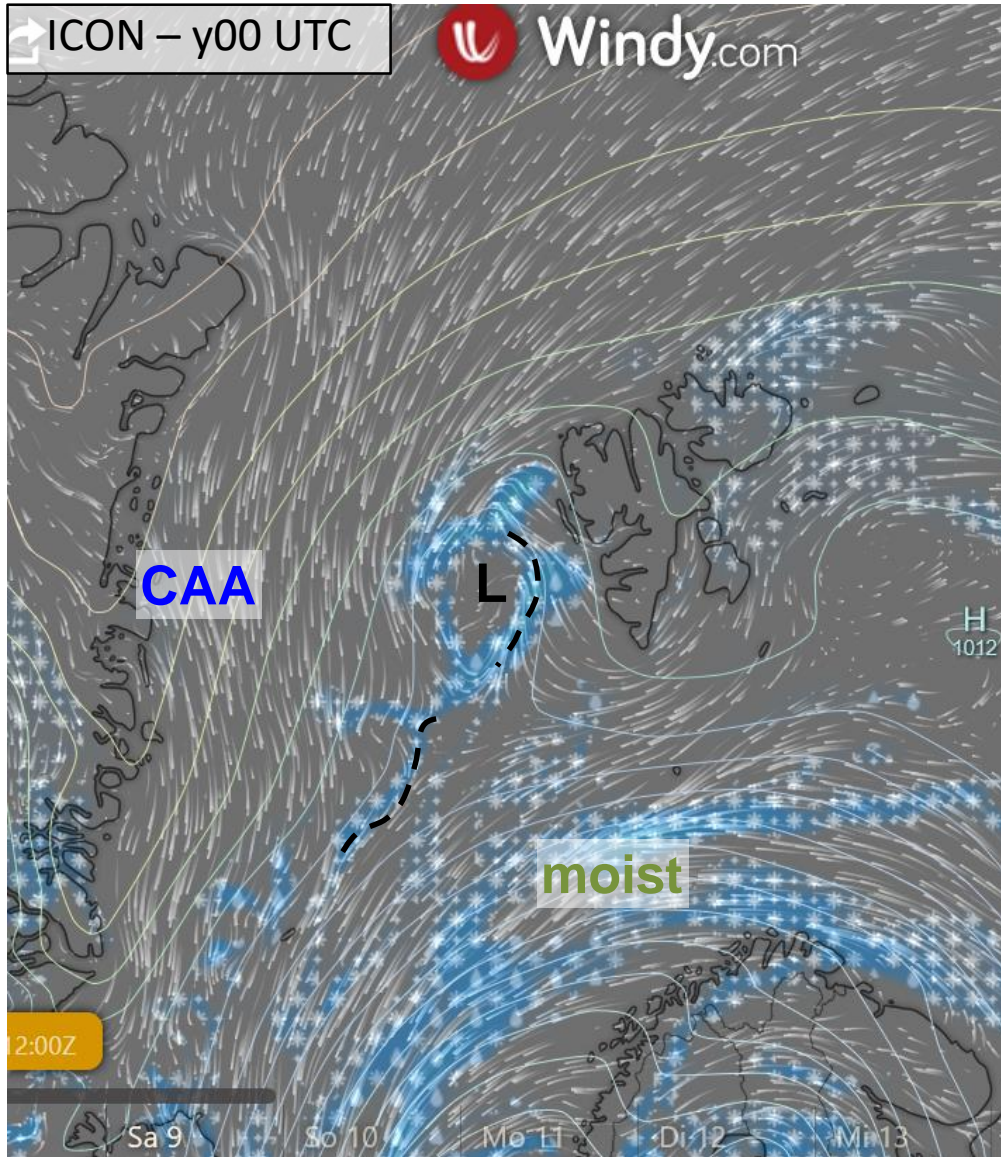 ICON – y00 UTC
Windy.com
CAA
L
H
1012
moist
12:00Z
Sa 9 So 10 Mo 11 Di 12 Mi 13